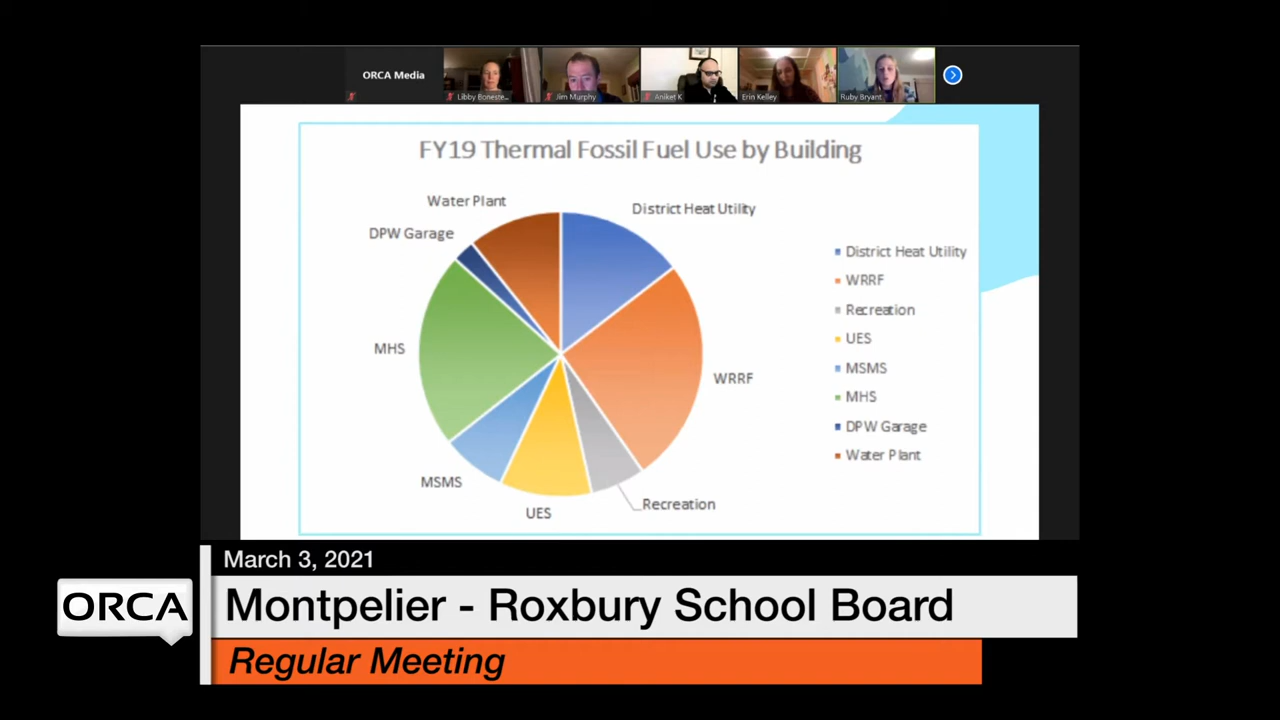 ORCA Media
Libby Boneste...
Jim Murphy
Aniket K
Erin Kelley
Ruby Bryant
FY19 Thermal Fossil Fuel Use by Building
Water Plant
District Heat Utility
DPW Garage
MHS
WRRF
MSMS
Recreation
UES
District Heat Utility
WRRF
Recreation
UES
MSMS
MHS
DPW Garage
Water Plant
March 3, 2021
ORCA
Montpelier - Roxbury School Board
Regular Meeting